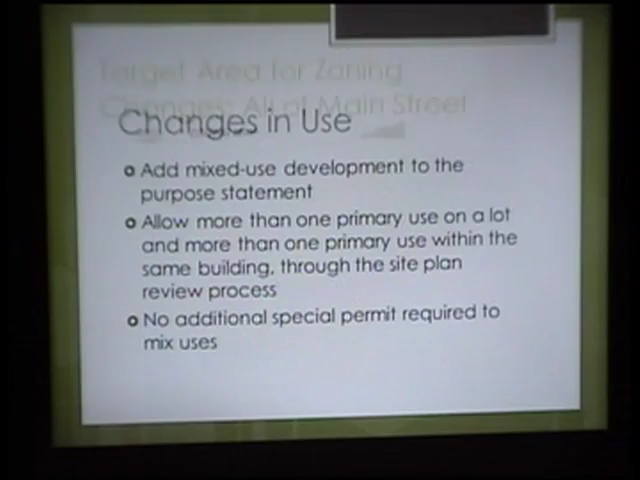 Target Area for Zoning
Changes: All of Main Street
Changes in Use
Add mixed-use development to the
purpose statement
Allow more than one primary use on a lot
and more than one primary use within the
same building, through the site plan
review process
No additional special permit required to
mix uses